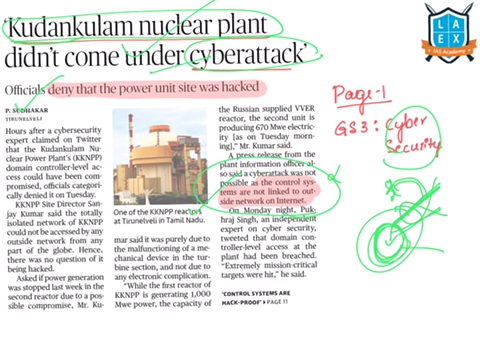 'Kudankulam nuclear plant
didn't come under cyberattack'
Officials deny that the power unit site was hacked
P. SUDHAKAR
TIRUNELVELI
Hours after a cybersecurity
expert claimed on Twitter
that the Kudankulam Nu-
clear Power Plant's (KKNPP)
domain controller-level ac-
cess could have been com-
promised, officials categor-
ically denied it on Tuesday.
KKNPP Site Director San-
jay Kumar said the totally
isolated network of KKNPP
could not be accessed by any
outside network from any
part of the globe. Hence,
there was no question of it
being hacked.
Asked if power generation
was stopped last week in the
second reactor due to a pos-
sible compromise, Mr. Ku-
One of the KKNPP reactors
at Tirunelveli in Tamil Nadu.
mar said it was purely due to
the malfunctioning of a me-
chanical device in the tur-
bine section, and not due to
any electronic complication.
"While the first reactor of
KKNPP is generating 1,000
Mwe power, the capacity of
the Russian supplied VVER
reactor, the second unit is
producing 670 Mwe electric-
ity [as on Tuesday morn-
ing]," Mr. Kumar said.
A press release from the
plant information officer al-
so said a cyberattack was not
possible as the control sys-
tems are not linked to out-
side network on Internet.
On Monday night, Puk-
hraj Singh, an independent
expert on cyber security,
tweeted that domain con-
troller-level access at the
plant had been breached.
"Extremely mission-critical
targets were hit," he said.
'CONTROL SYSTEMS ARE
HACK-PROOF' ▸ PAGE 11
Page-1
GS3: Cyber
Security
LAEX
IAS Academy